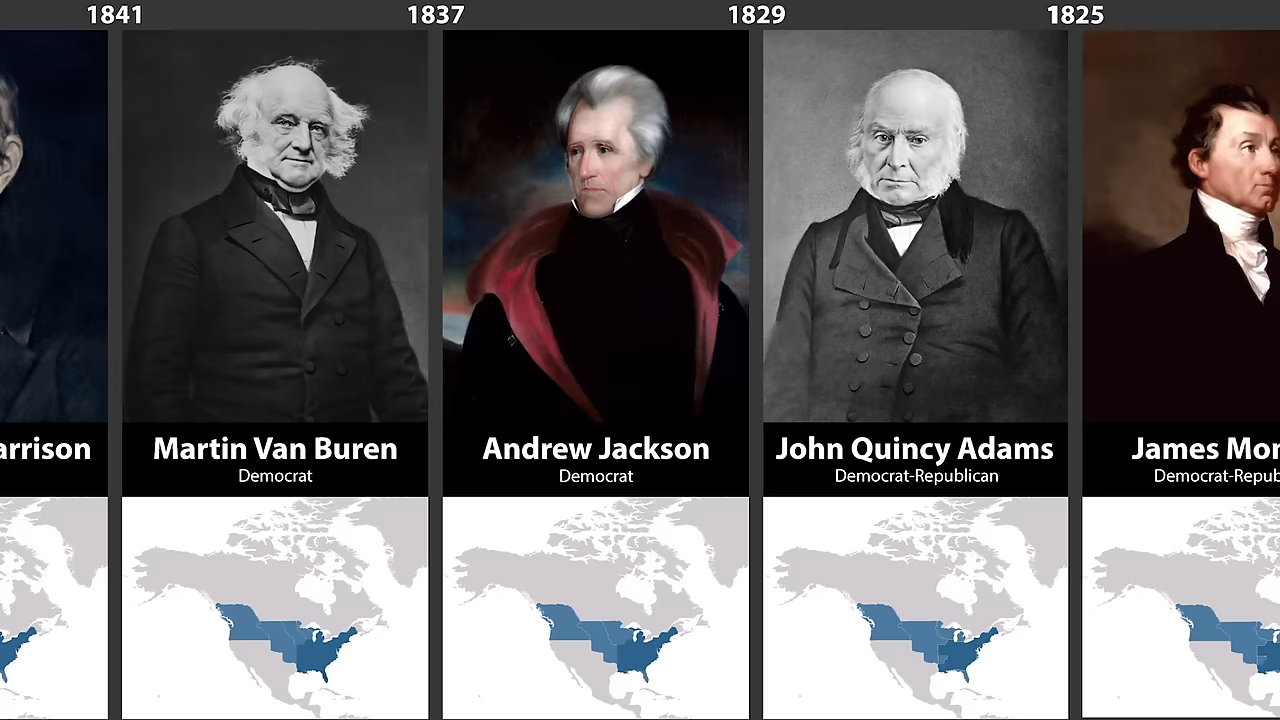 1841
1837
1829
1825
arrison
Martin Van Buren
Democrat
Andrew Jackson
Democrat
John Quincy Adams
Democrat-Republican
James Mon
Democrat-Repub